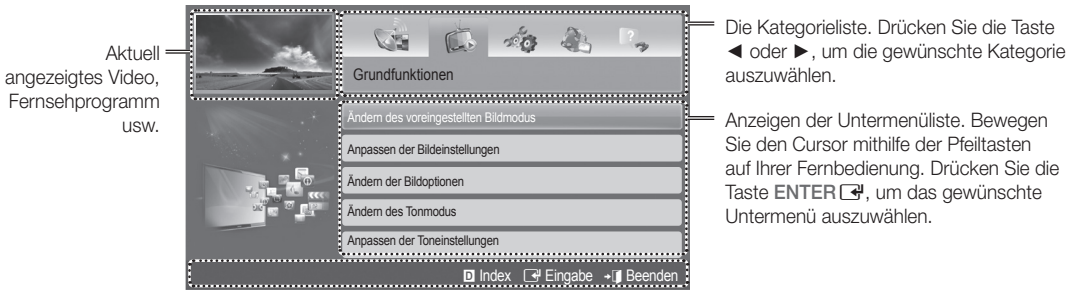 Aktuell
angezeigtes Video,
Fernsehprogramm
usw.
Grundfunktionen
Ändern des voreingestellten Bildmodus
Anpassen der Bildeinstellungen
Ändern der Bildoptionen
Ändern des Tonmodus
Anpassen der Toneinstellungen
D Index Eingabe Beenden
Die Kategorieliste. Drücken Sie die Taste
◄ oder ►, um die gewünschte Kategorie
auszuwählen.
Anzeigen der Untermenüliste. Bewegen
Sie den Cursor mithilfe der Pfeiltasten
auf Ihrer Fernbedienung. Drücken Sie die
Taste ENTER, um das gewünschte
Untermenü auszuwählen.